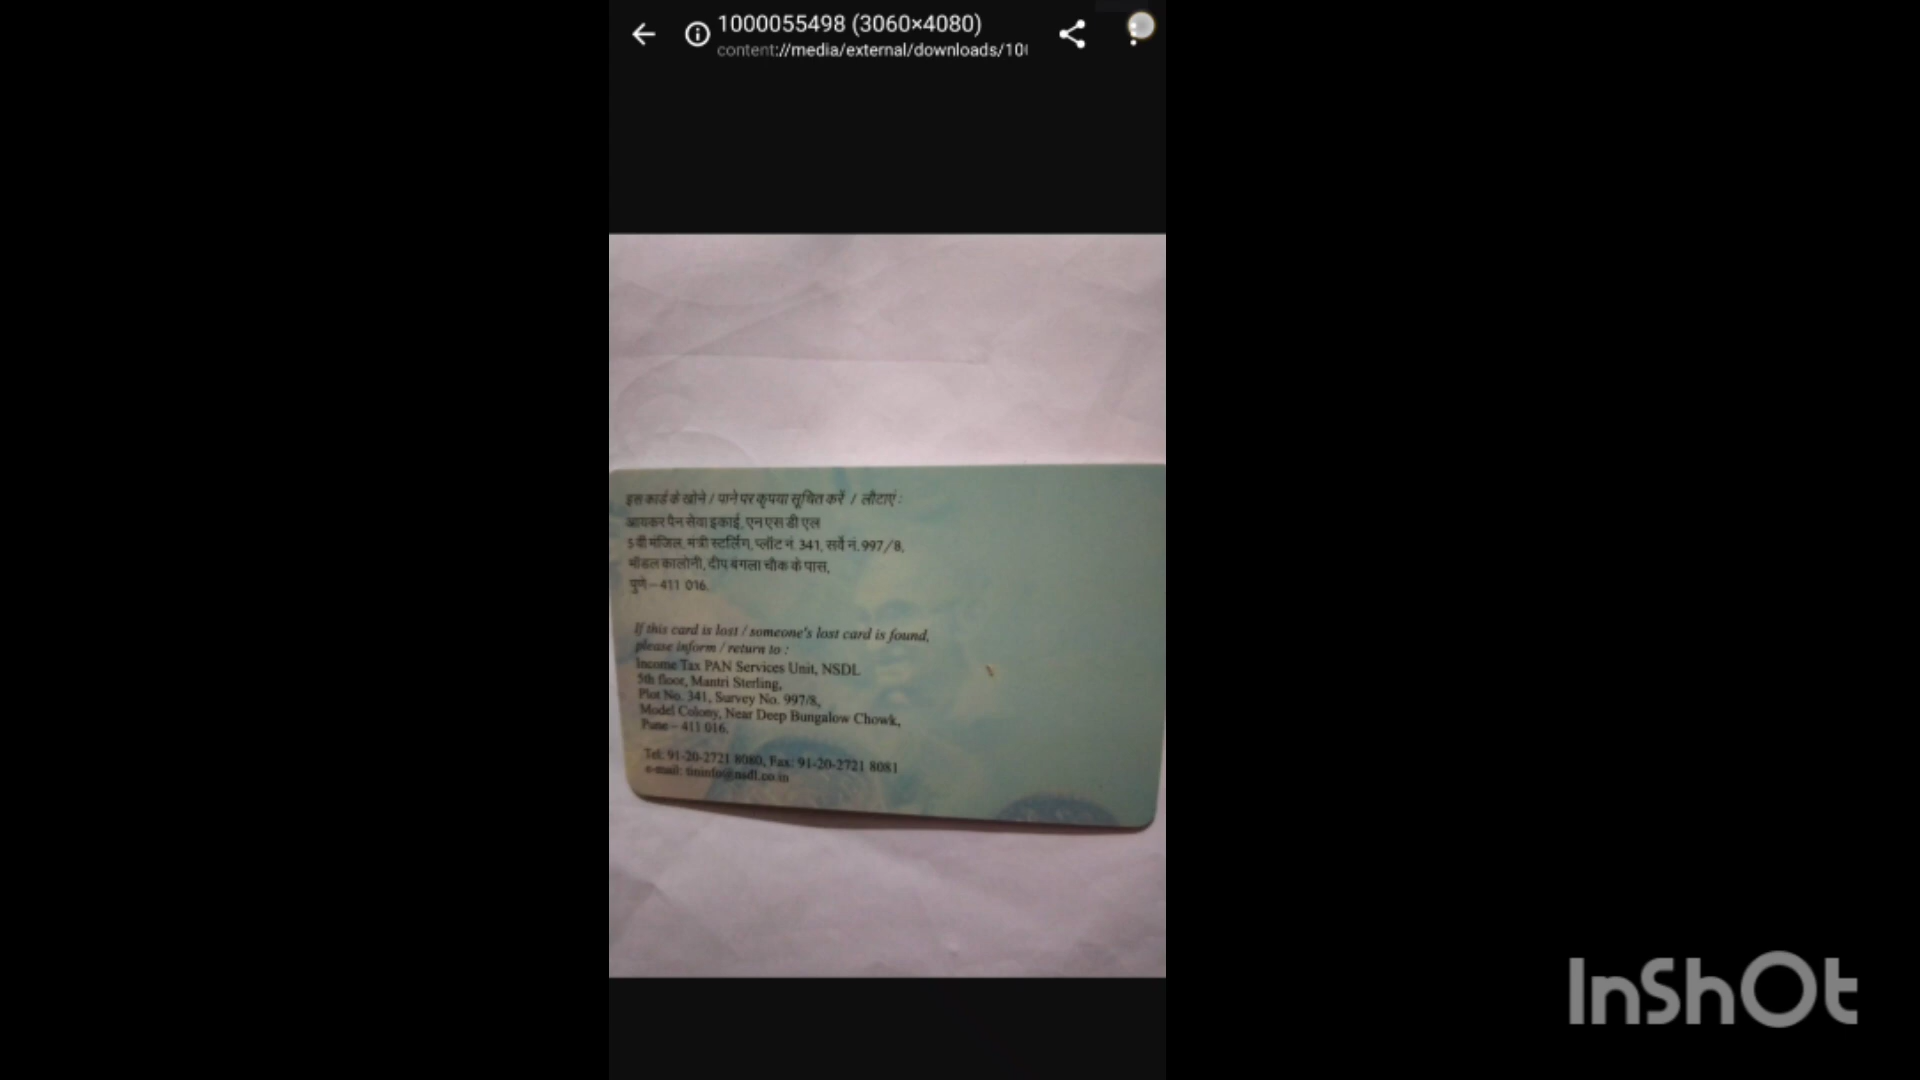 1000055498 (3060×4080)
content://media/external/downloads/10
इस कार्ड के खोने / पाने पर कृपया सूचित करें / लौटाएं :
आयकर पैन सेवा इकाई, एन एस डी एल
5 वी मंजिल, मंत्री स्टर्लिंग, प्लॉट नं. 341, सर्वे नं. 997/8,
मॉडल कालोनी, दीप बंगला चौक के पास,
पुणे – 411 016.
If this card is lost / someone's lost card is found,
please inform / return to :
Income Tax PAN Services Unit, NSDL
5th floor, Mantri Sterling,
Plot No. 341, Survey No. 997/8,
Model Colony, Near Deep Bungalow Chowk,
Pune – 411 016.
Tel: 91-20-2721 8080, Fax: 91-20-2721 8081
e-mail: tininfo@nsdl.co.in
InShOt